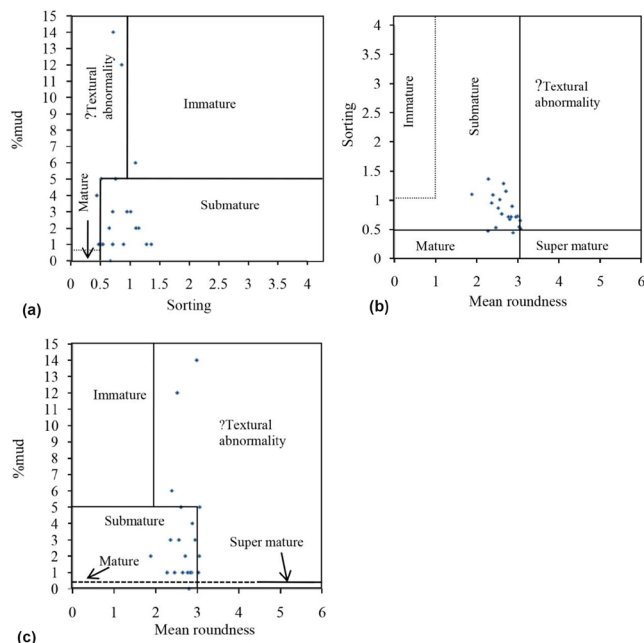 15
14
13
12
11
10
9
8
7
6
5
4
3
2
1
0
%mud
?Textural
abnormality
Immature
Mature
Submature
0 0.5 1 1.5 2 2.5 3 3.5 4
Sorting
(a)
4
3.5
3
2.5
2
1.5
1
0.5
0
Sorting
Immature
Submature
?Textural
abnormality
Mature
Super mature
0 1 2 3 4 5 6
Mean roundness
(b)
15
14
13
12
11
10
9
8
7
6
5
4
3
2
1
0
%mud
Immature
?Textural
abnormality
Submature
Mature
Super mature
0 1 2 3 4 5 6
Mean roundness
(c)